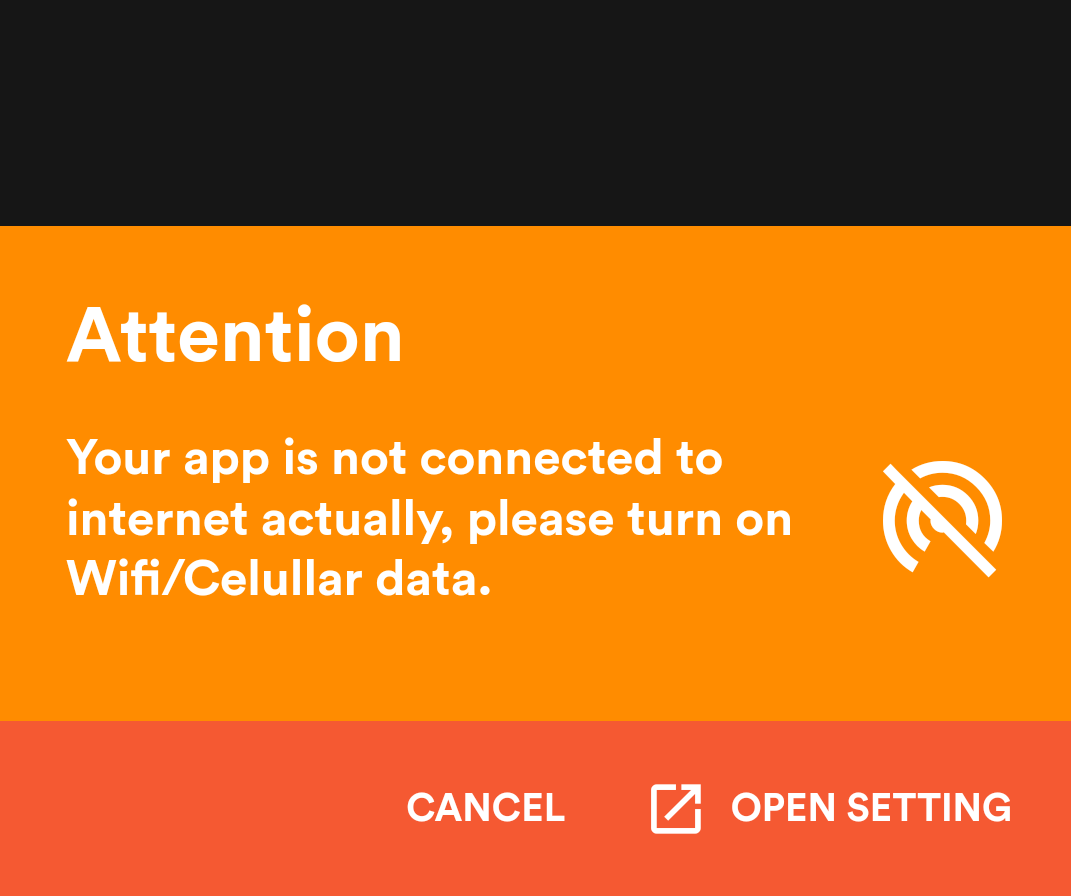 Attention
Your app is not connected to
internet actually, please turn on
Wifi/Celullar data.
CANCEL OPEN SETTING